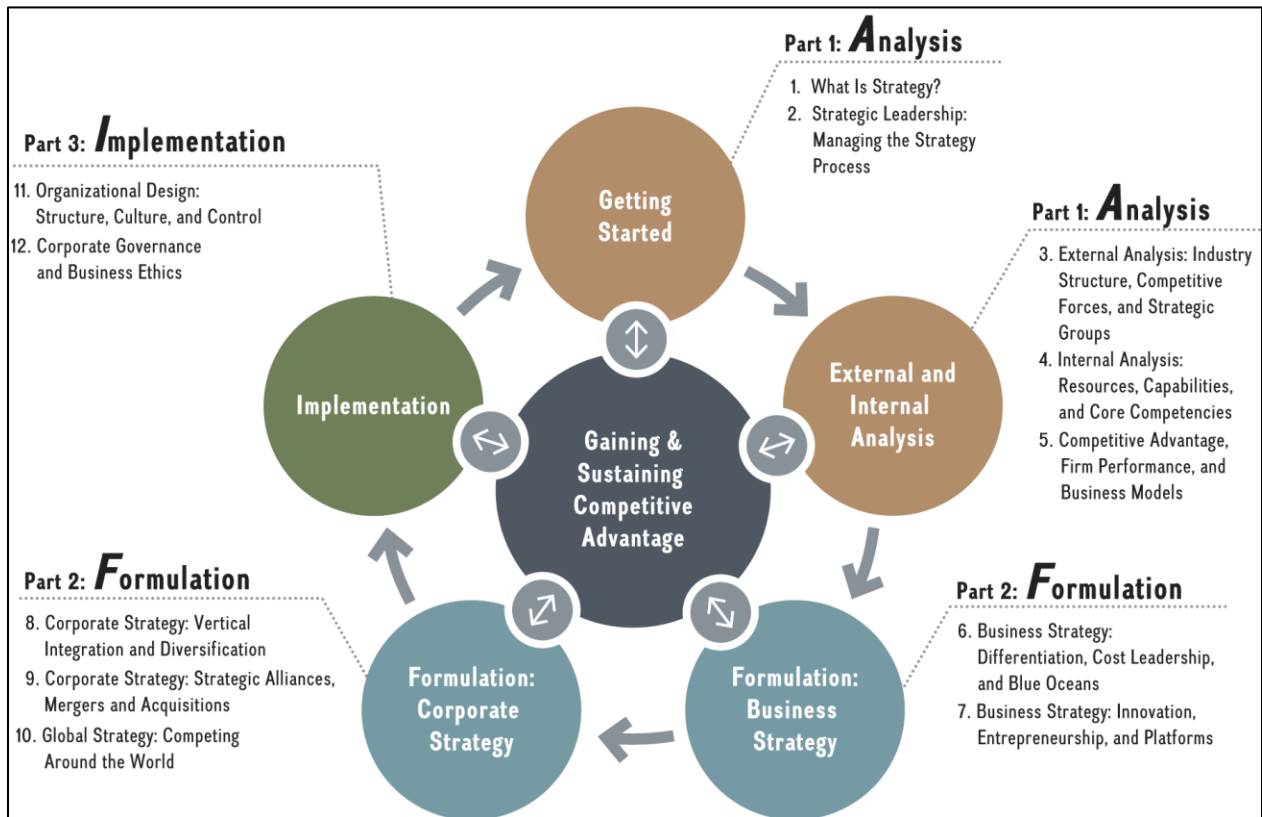 Part 1: Analysis
1. What Is Strategy?
2. Strategic Leadership:
Managing the Strategy
Process
Part 3: Implementation
11. Organizational Design:
Structure, Culture, and Control
12. Corporate Governance
and Business Ethics
Getting
Started
Part 1: Analysis
3. External Analysis: Industry
Structure, Competitive
Forces, and Strategic
Groups
4. Internal Analysis:
Resources, Capabilities,
and Core Competencies
5. Competitive Advantage,
Firm Performance, and
Business Models
External and
Internal
Analysis
Implementation
Gaining &
Sustaining
Competitive
Advantage
Part 2: Formulation
8. Corporate Strategy: Vertical
Integration and Diversification
9. Corporate Strategy: Strategic Alliances,
Mergers and Acquisitions
10. Global Strategy: Competing
Around the World
Formulation:
Corporate
Strategy
Formulation:
Business
Strategy
Part 2: Formulation
6. Business Strategy:
Differentiation, Cost Leadership,
and Blue Oceans
7. Business Strategy: Innovation,
Entrepreneurship, and Platforms